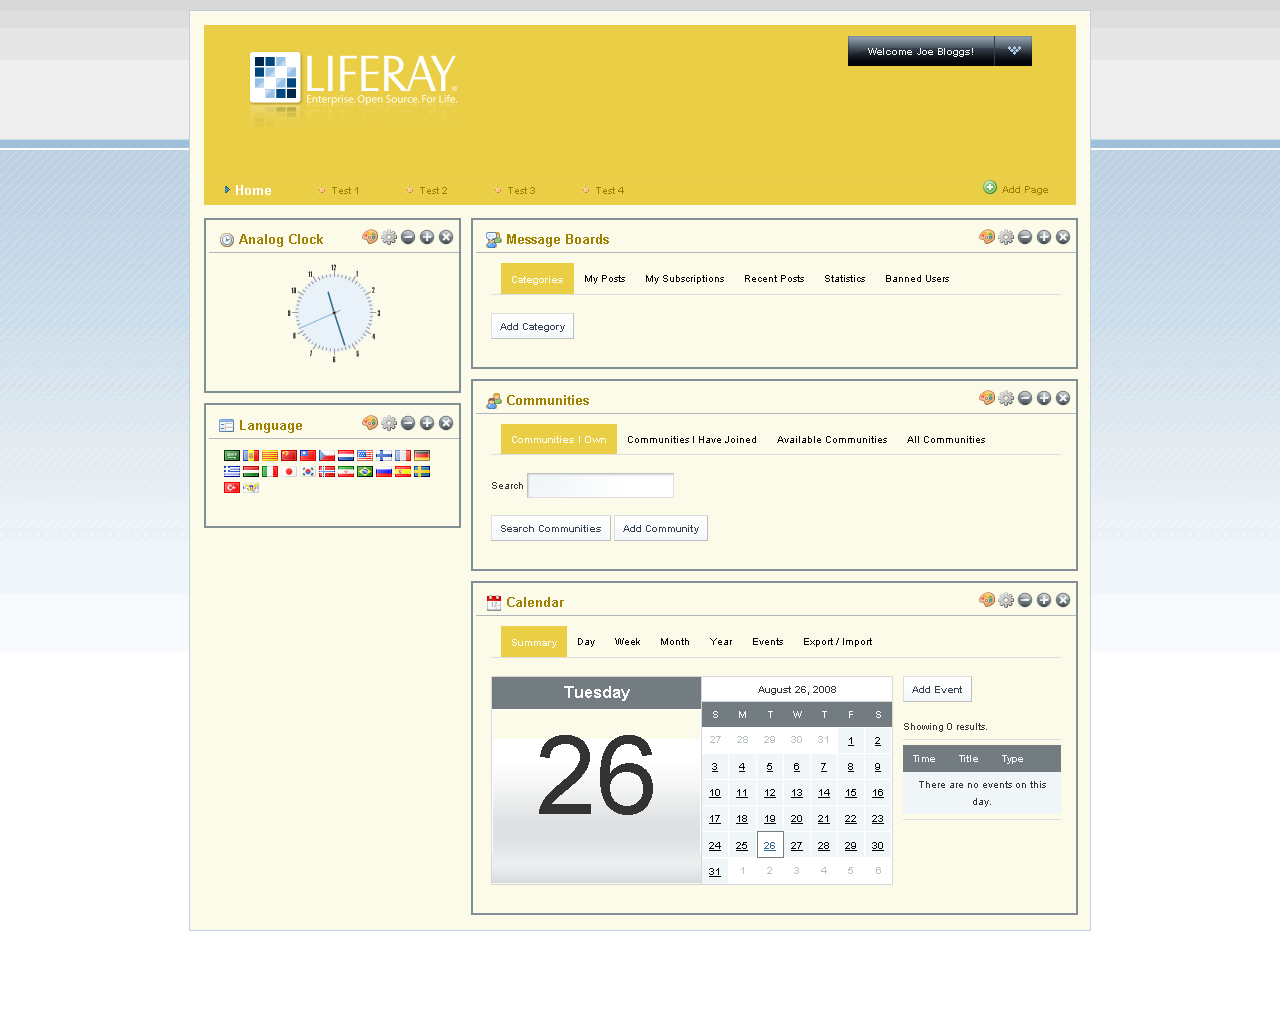 LIFERAY.
Enterprise. Open Source. For Life.
Welcome Joe Bloggs!
Home Test 1 Test 2 Test 3 Test 4 Add Page
Analog Clock
12
11 1
10 2
9 3
8 4
7 5
6
Language
Message Boards
Categories My Posts My Subscriptions Recent Posts Statistics Banned Users
Add Category
Communities
Communities I Own Communities I Have Joined Available Communities All Communities
Search
Search Communities Add Community
Calendar
Summary Day Week Month Year Events Export / Import
Tuesday
26
August 26, 2008
S M T W T F S
27 28 29 30 31 1 2
3 4 5 6 7 8 9
10 11 12 13 14 15 16
17 18 19 20 21 22 23
24 25 26 27 28 29 30
31 1 2 3 4 5 6
Add Event
Showing 0 results.
Time Title Type
There are no events on this
day.